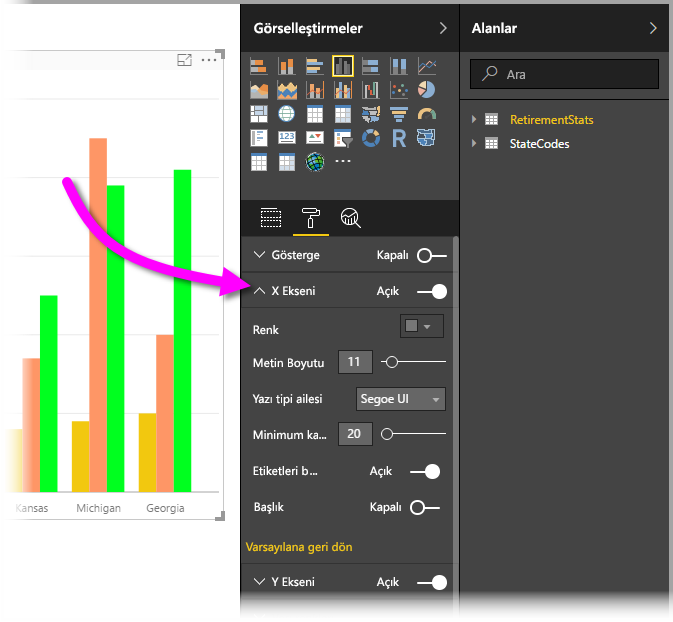 Görselleştirmeler
Alanlar
Ara
RetirementStats
StateCodes
123
R
Gösterge Kapalı
X Ekseni Açık
Renk
Metin Boyutu 11
Yazı tipi ailesi Segoe UI
Minimum ka... 20
Etiketleri b... Açık
Başlık Kapalı
Varsayılana geri dön
Y Ekseni Açık
Kansas Michigan Georgia